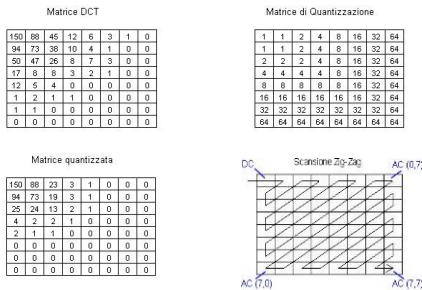 Matrice DCT
150 88 45 12 6 3 1 0
94 73 38 10 4 1 0 0
50 47 26 8 7 3 0 0
17 8 8 3 2 1 0 0
12 5 4 0 0 0 0 0
1 2 1 1 0 0 0 0
1 1 0 0 0 0 0 0
0 0 0 0 0 0 0 0
Matrice di Quantizzazione
1 1 2 4 8 16 32 64
1 1 2 4 8 16 32 64
2 2 2 4 8 16 32 64
4 4 4 4 8 16 32 64
8 8 8 8 8 16 32 64
16 16 16 16 16 16 32 64
32 32 32 32 32 32 32 64
64 64 64 64 64 64 64 64
Matrice quantizzata
150 88 23 3 1 0 0 0
94 73 19 3 1 0 0 0
25 24 13 2 1 0 0 0
4 2 2 1 0 0 0 0
2 1 1 0 0 0 0 0
0 0 0 0 0 0 0 0
0 0 0 0 0 0 0 0
0 0 0 0 0 0 0 0
Scansione Zig-Zag
DC
AC (0,7)
AC (7,0)
AC (7,7)